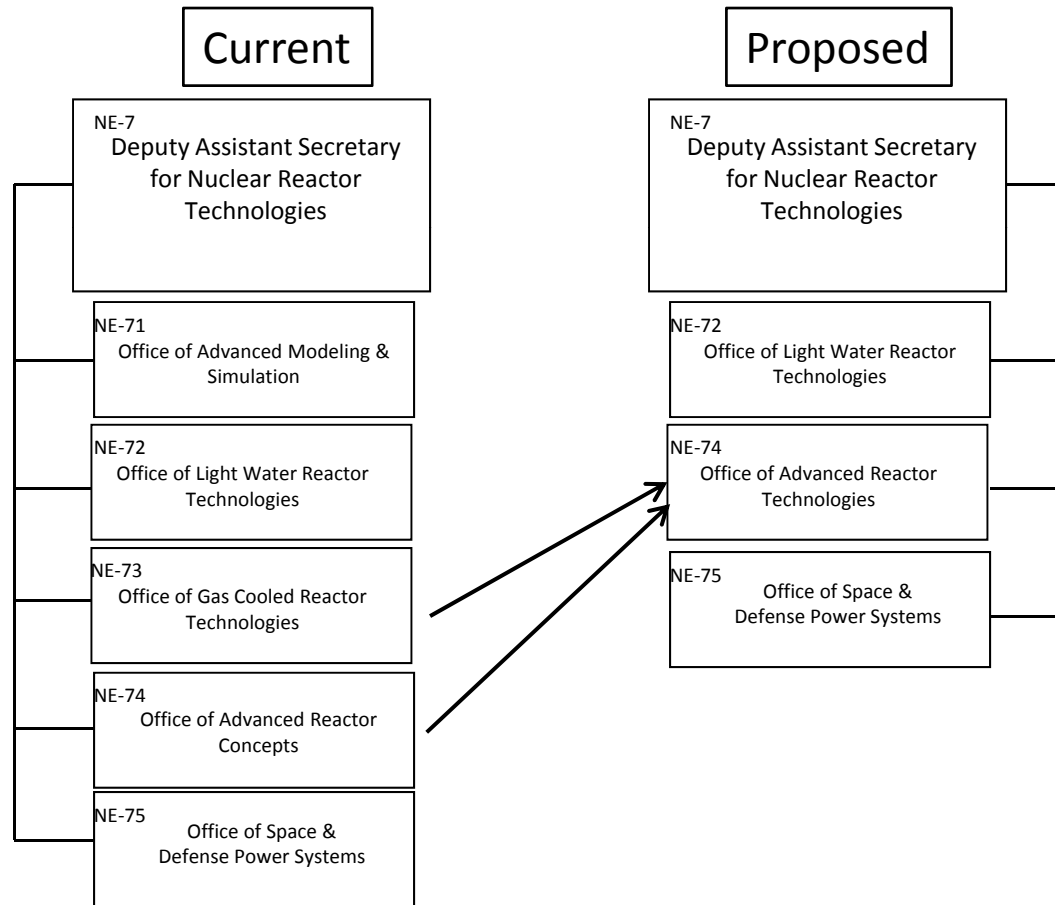 Current
NE-7
Deputy Assistant Secretary
for Nuclear Reactor
Technologies
NE-71
Office of Advanced Modeling &
Simulation
NE-72
Office of Light Water Reactor
Technologies
NE-73
Office of Gas Cooled Reactor
Technologies
NE-74
Office of Advanced Reactor
Concepts
NE-75
Office of Space &
Defense Power Systems
Proposed
NE-7
Deputy Assistant Secretary
for Nuclear Reactor
Technologies
NE-72
Office of Light Water Reactor
Technologies
NE-74
Office of Advanced Reactor
Technologies
NE-75
Office of Space &
Defense Power Systems